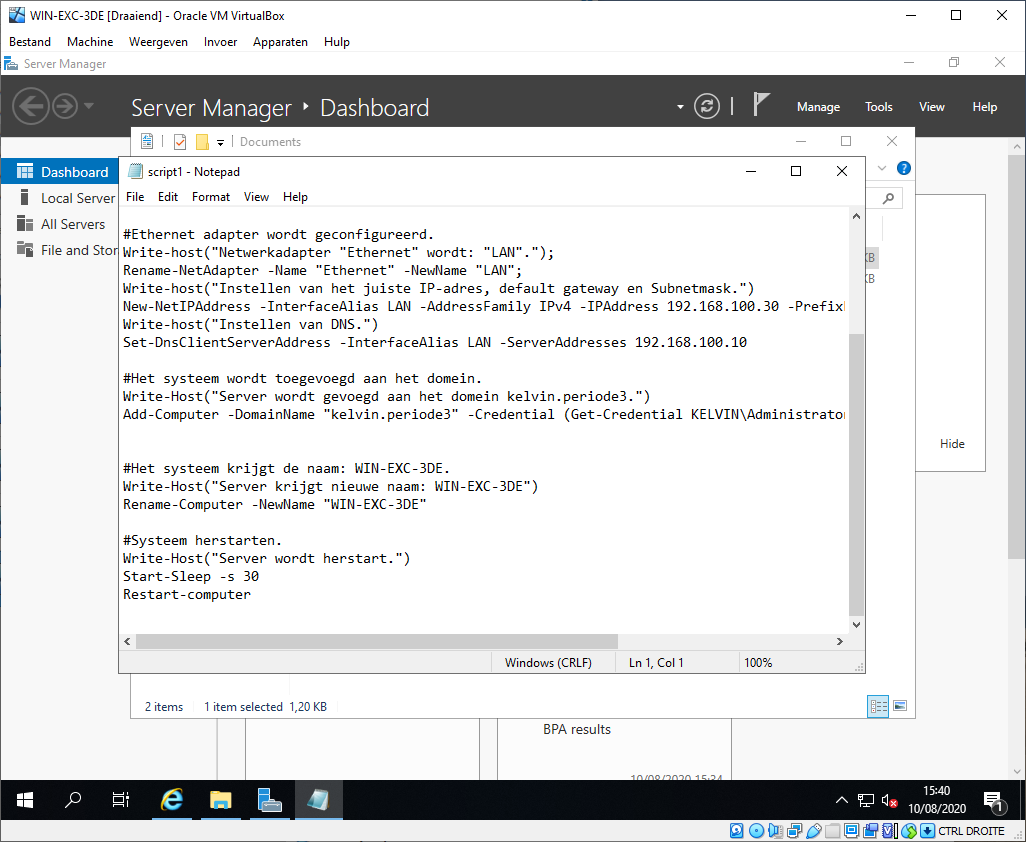 WIN-EXC-3DE [Draaiend] - Oracle VM VirtualBox
Bestand Machine Weergeven Invoer Apparaten Hulp
Server Manager
Server Manager Dashboard
Manage Tools View Help
Documents
Dashboard
Local Server
All Servers
File and Stor
script1 - Notepad
File Edit Format View Help
#Ethernet adapter wordt geconfigureerd.
Write-host("Netwerkadapter "Ethernet" wordt: "LAN".");
Rename-NetAdapter -Name "Ethernet" -NewName "LAN";
Write-host("Instellen van het juiste IP-adres, default gateway en Subnetmask.")
New-NetIPAddress -InterfaceAlias LAN -AddressFamily IPv4 -IPAddress 192.168.100.30 -Prefix
Write-host("Instellen van DNS.")
Set-DnsClientServerAddress -InterfaceAlias LAN -ServerAddresses 192.168.100.10
#Het systeem wordt toegevoegd aan het domein.
Write-Host("Server wordt gevoegd aan het domein kelvin.periode3.")
Add-Computer -DomainName "kelvin.periode3" -Credential (Get-Credential KELVIN\Administrator
#Het systeem krijgt de naam: WIN-EXC-3DE.
Write-Host("Server krijgt nieuwe naam: WIN-EXC-3DE")
Rename-Computer -NewName "WIN-EXC-3DE"
#Systeem herstarten.
Write-Host("Server wordt herstart.")
Start-Sleep -s 30
Restart-computer
Windows (CRLF) Ln 1, Col 1 100%
KB
KB
Hide
2 items 1 item selected 1,20 KB
BPA results
10/08/2020 15:34
15:40
10/08/2020
1
CTRL DROITE